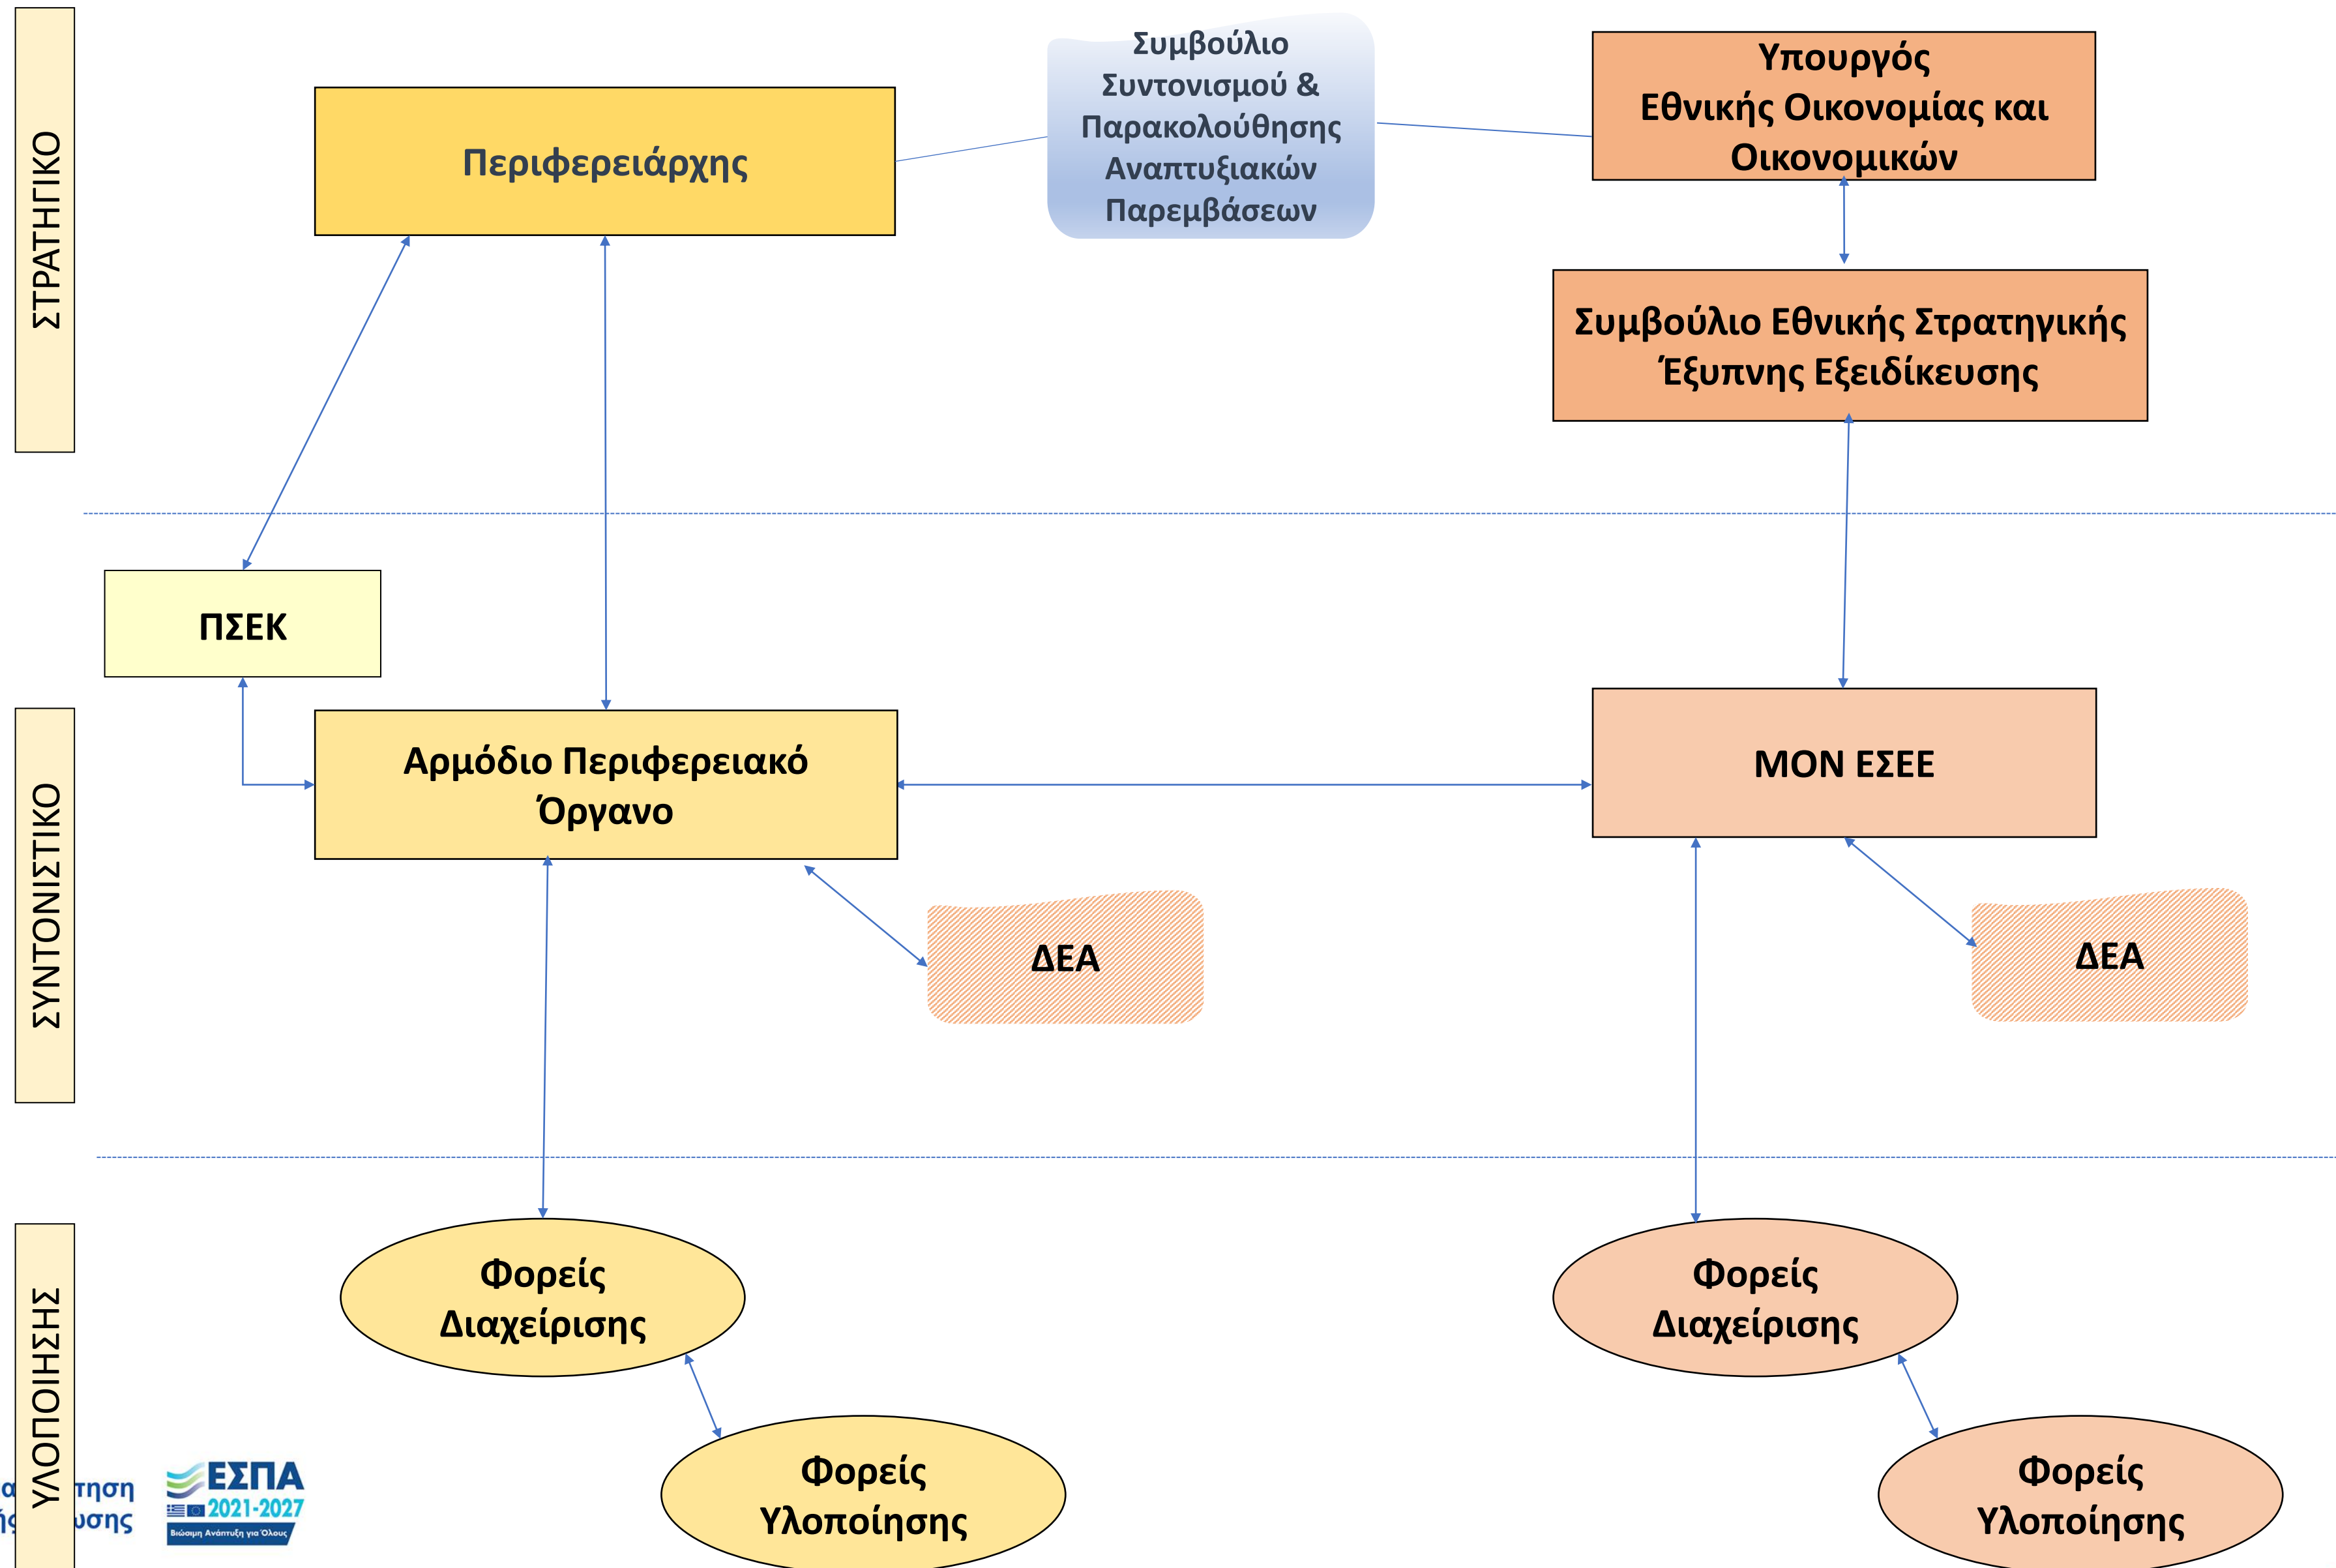 ΣΤΡΑΤΗΓΙΚΟ
Περιφερειάρχης
Συμβούλιο
Συντονισμού &
Παρακολούθησης
Αναπτυξιακών
Παρεμβάσεων
Υπουργός
Εθνικής Οικονομίας και
Οικονομικών
Συμβούλιο Εθνικής Στρατηγικής
Έξυπνης Εξειδίκευσης
ΣΥΝΤΟΝΙΣΤΙΚΟ
ΠΣΕΚ
Αρμόδιο Περιφερειακό
Όργανο
ΜΟΝ ΕΣΕΕ
ΔΕΑ
ΔΕΑ
ΥΛΟΠΟΙΗΣΗΣ
Φορείς
Διαχείρισης
Φορείς
Διαχείρισης
Φορείς
Υλοποίησης
Φορείς
Υλοποίησης
ΕΣΠΑ
2021-2027
Βιώσιμη Ανάπτυξη για Όλους